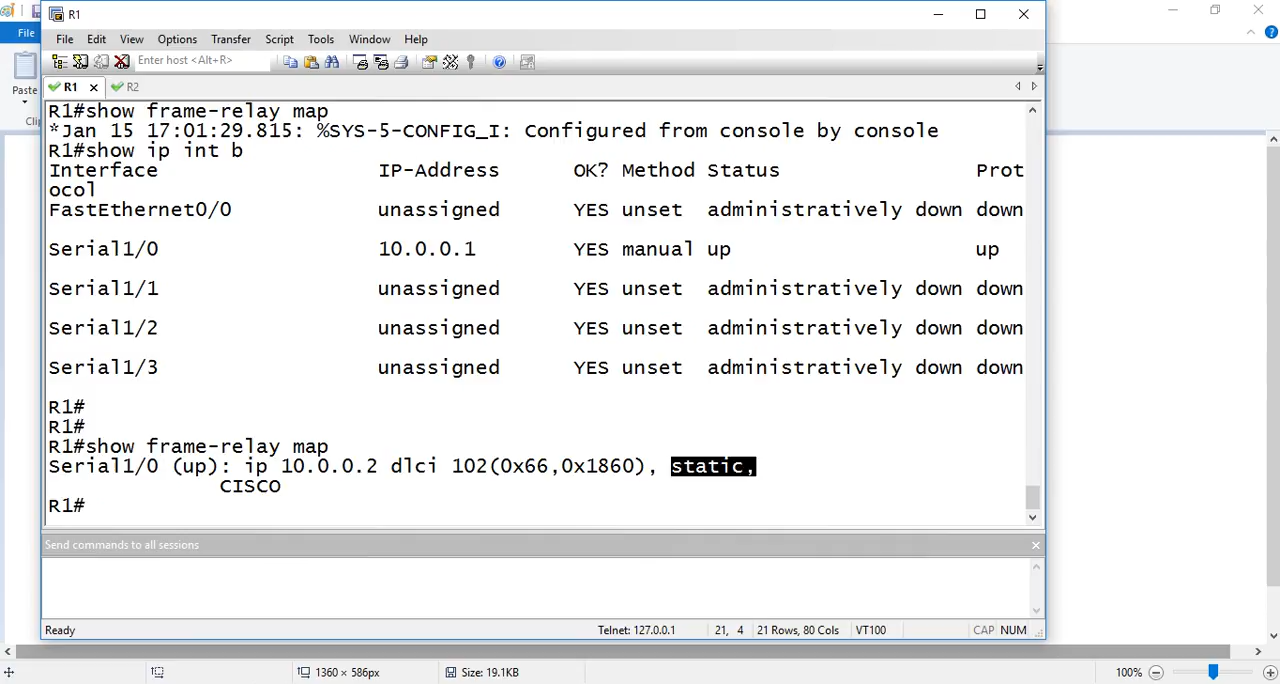 R1
File
File Edit View Options Transfer Script Tools Window Help
Paste
Enter host <Alt+R>
R1 R2
R1#show frame-relay map
*Jan 15 17:01:29.815: %SYS-5-CONFIG_I: Configured from console by console
R1#show ip int b
Interface IP-Address OK? Method Status Prot
ocol
FastEthernet0/0 unassigned YES unset administratively down down
Serial1/0 10.0.0.1 YES manual up up
Serial1/1 unassigned YES unset administratively down down
Serial1/2 unassigned YES unset administratively down down
Serial1/3 unassigned YES unset administratively down down
R1#
R1#
R1#show frame-relay map
Serial1/0 (up): ip 10.0.0.2 dlci 102(0x66,0x1860), static,
CISCO
R1#
Send commands to all sessions
Ready Telnet: 127.0.0.1 21, 4 21 Rows, 80 Cols VT100 CAP NUM
1360 × 586px Size: 19.1KB 100%